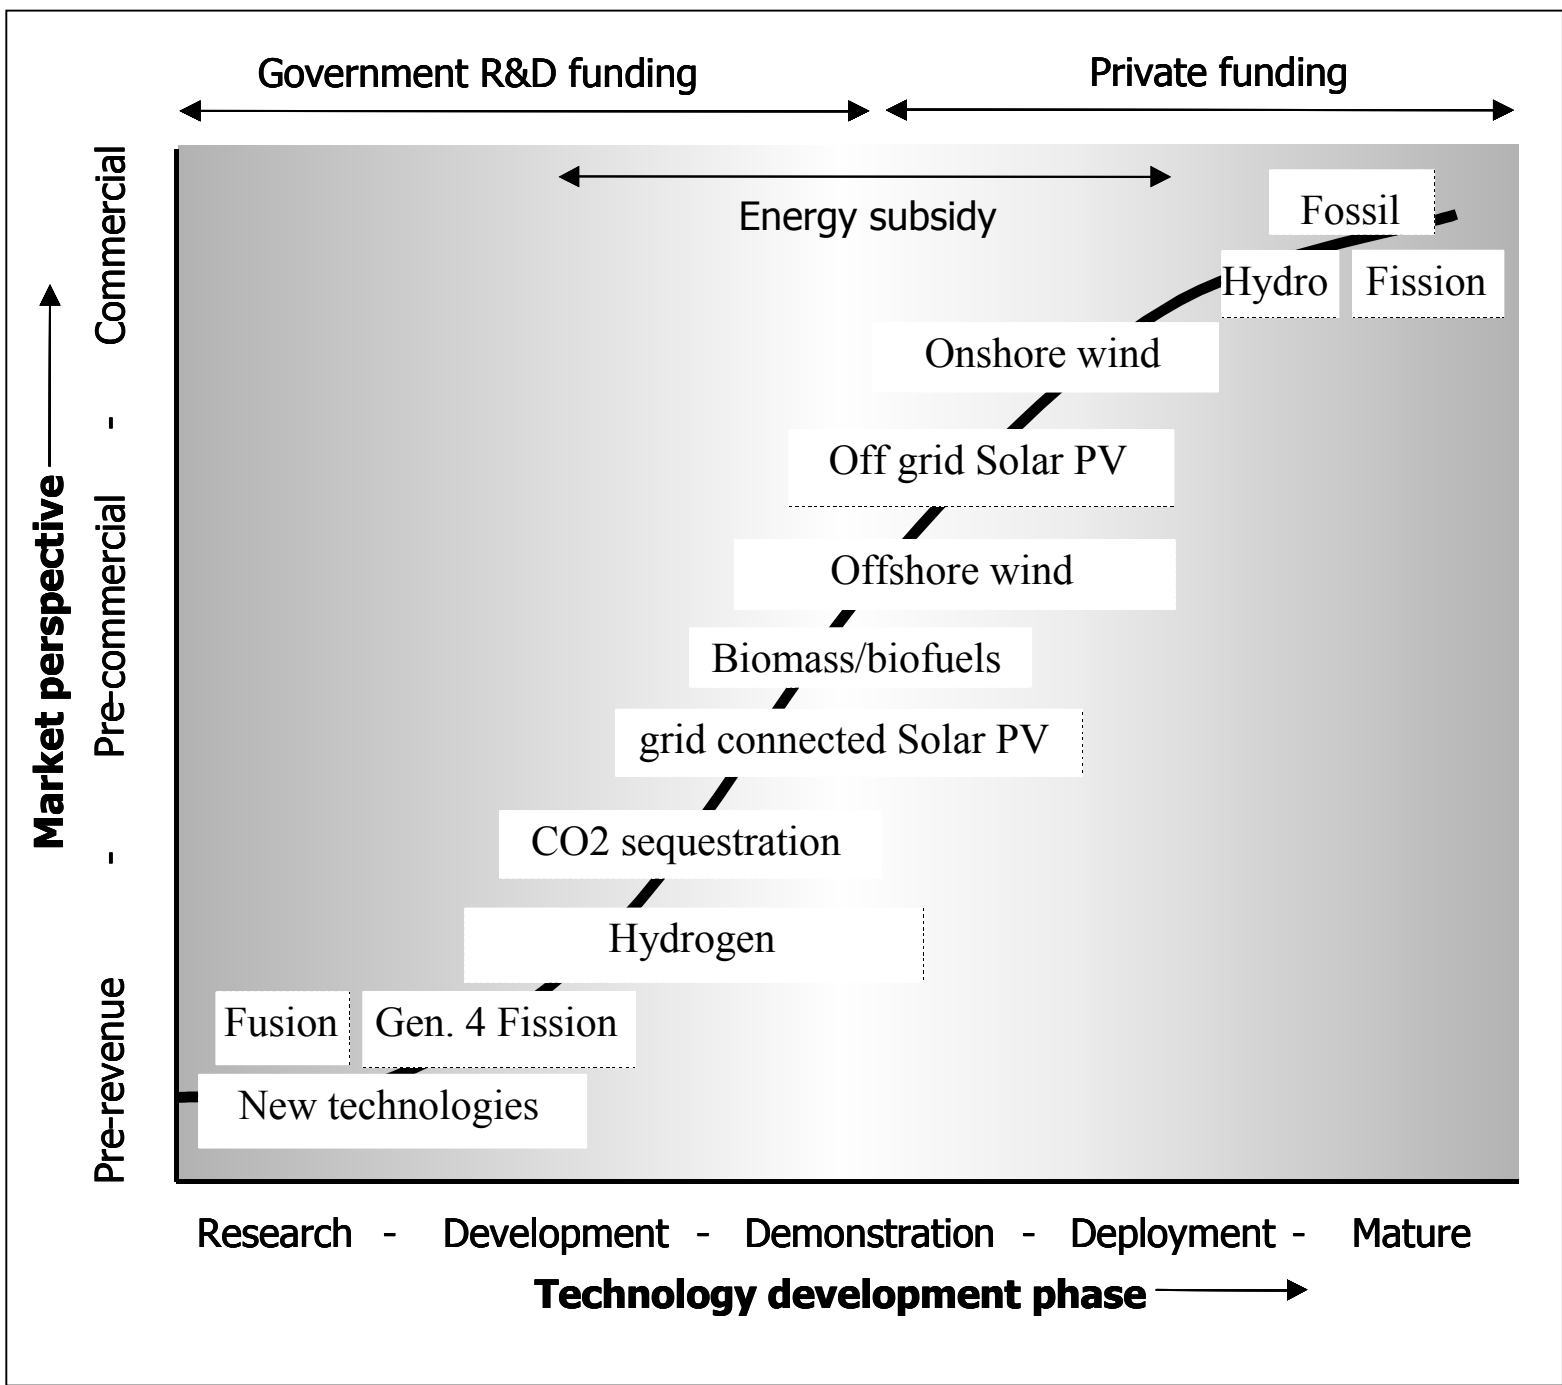 Government R&D funding
Private funding
Energy subsidy
Fossil
Hydro
Fission
Onshore wind
Off grid Solar PV
Offshore wind
Biomass/biofuels
grid connected Solar PV
CO2 sequestration
Hydrogen
Fusion
Gen. 4 Fission
New technologies
Market perspective
Pre-revenue - Pre-commercial - Commercial
Research - Development - Demonstration - Deployment - Mature
Technology development phase